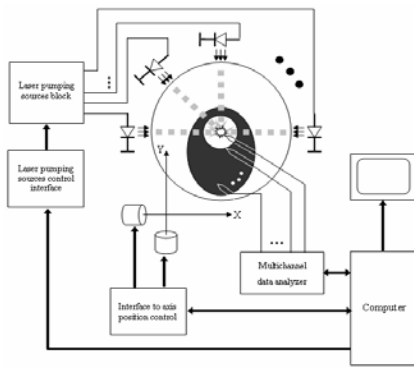 Laser pumping
sources block
Laser pumping
sources control
interface
Y
X
Multichannel
data analyzer
Interface to axis
position control
Computer